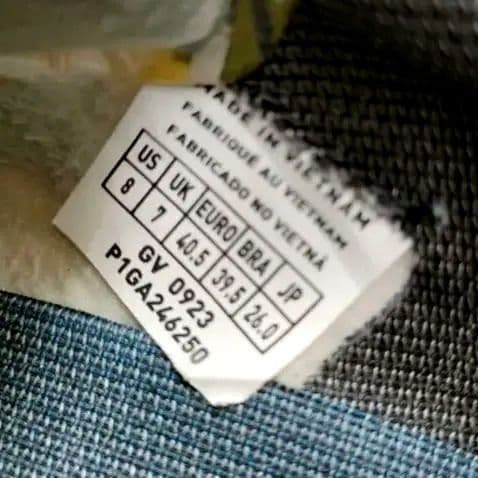 MADE IN VIETNAM
FABRIQUÉ AU VIETNAM
FABRICADO NO VIETNÃ
US UK EURO BRA JP
8 7 40.5 39.5 26.0
GV 0923
P1GA246250